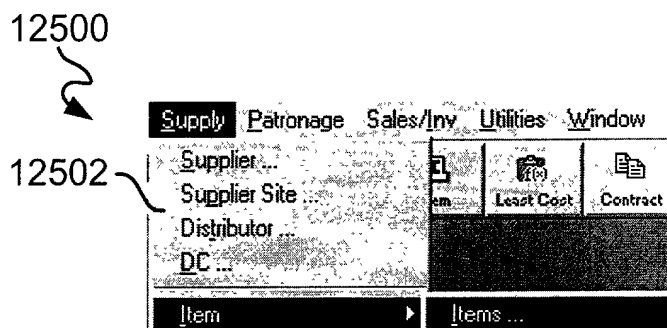 12500
Supply Patronage Sales/Inv Utilities Window
12502
Supplier ...
Supplier Site ...
Distributor ...
DC ...
Least Cost
Contract
Item
Items ...